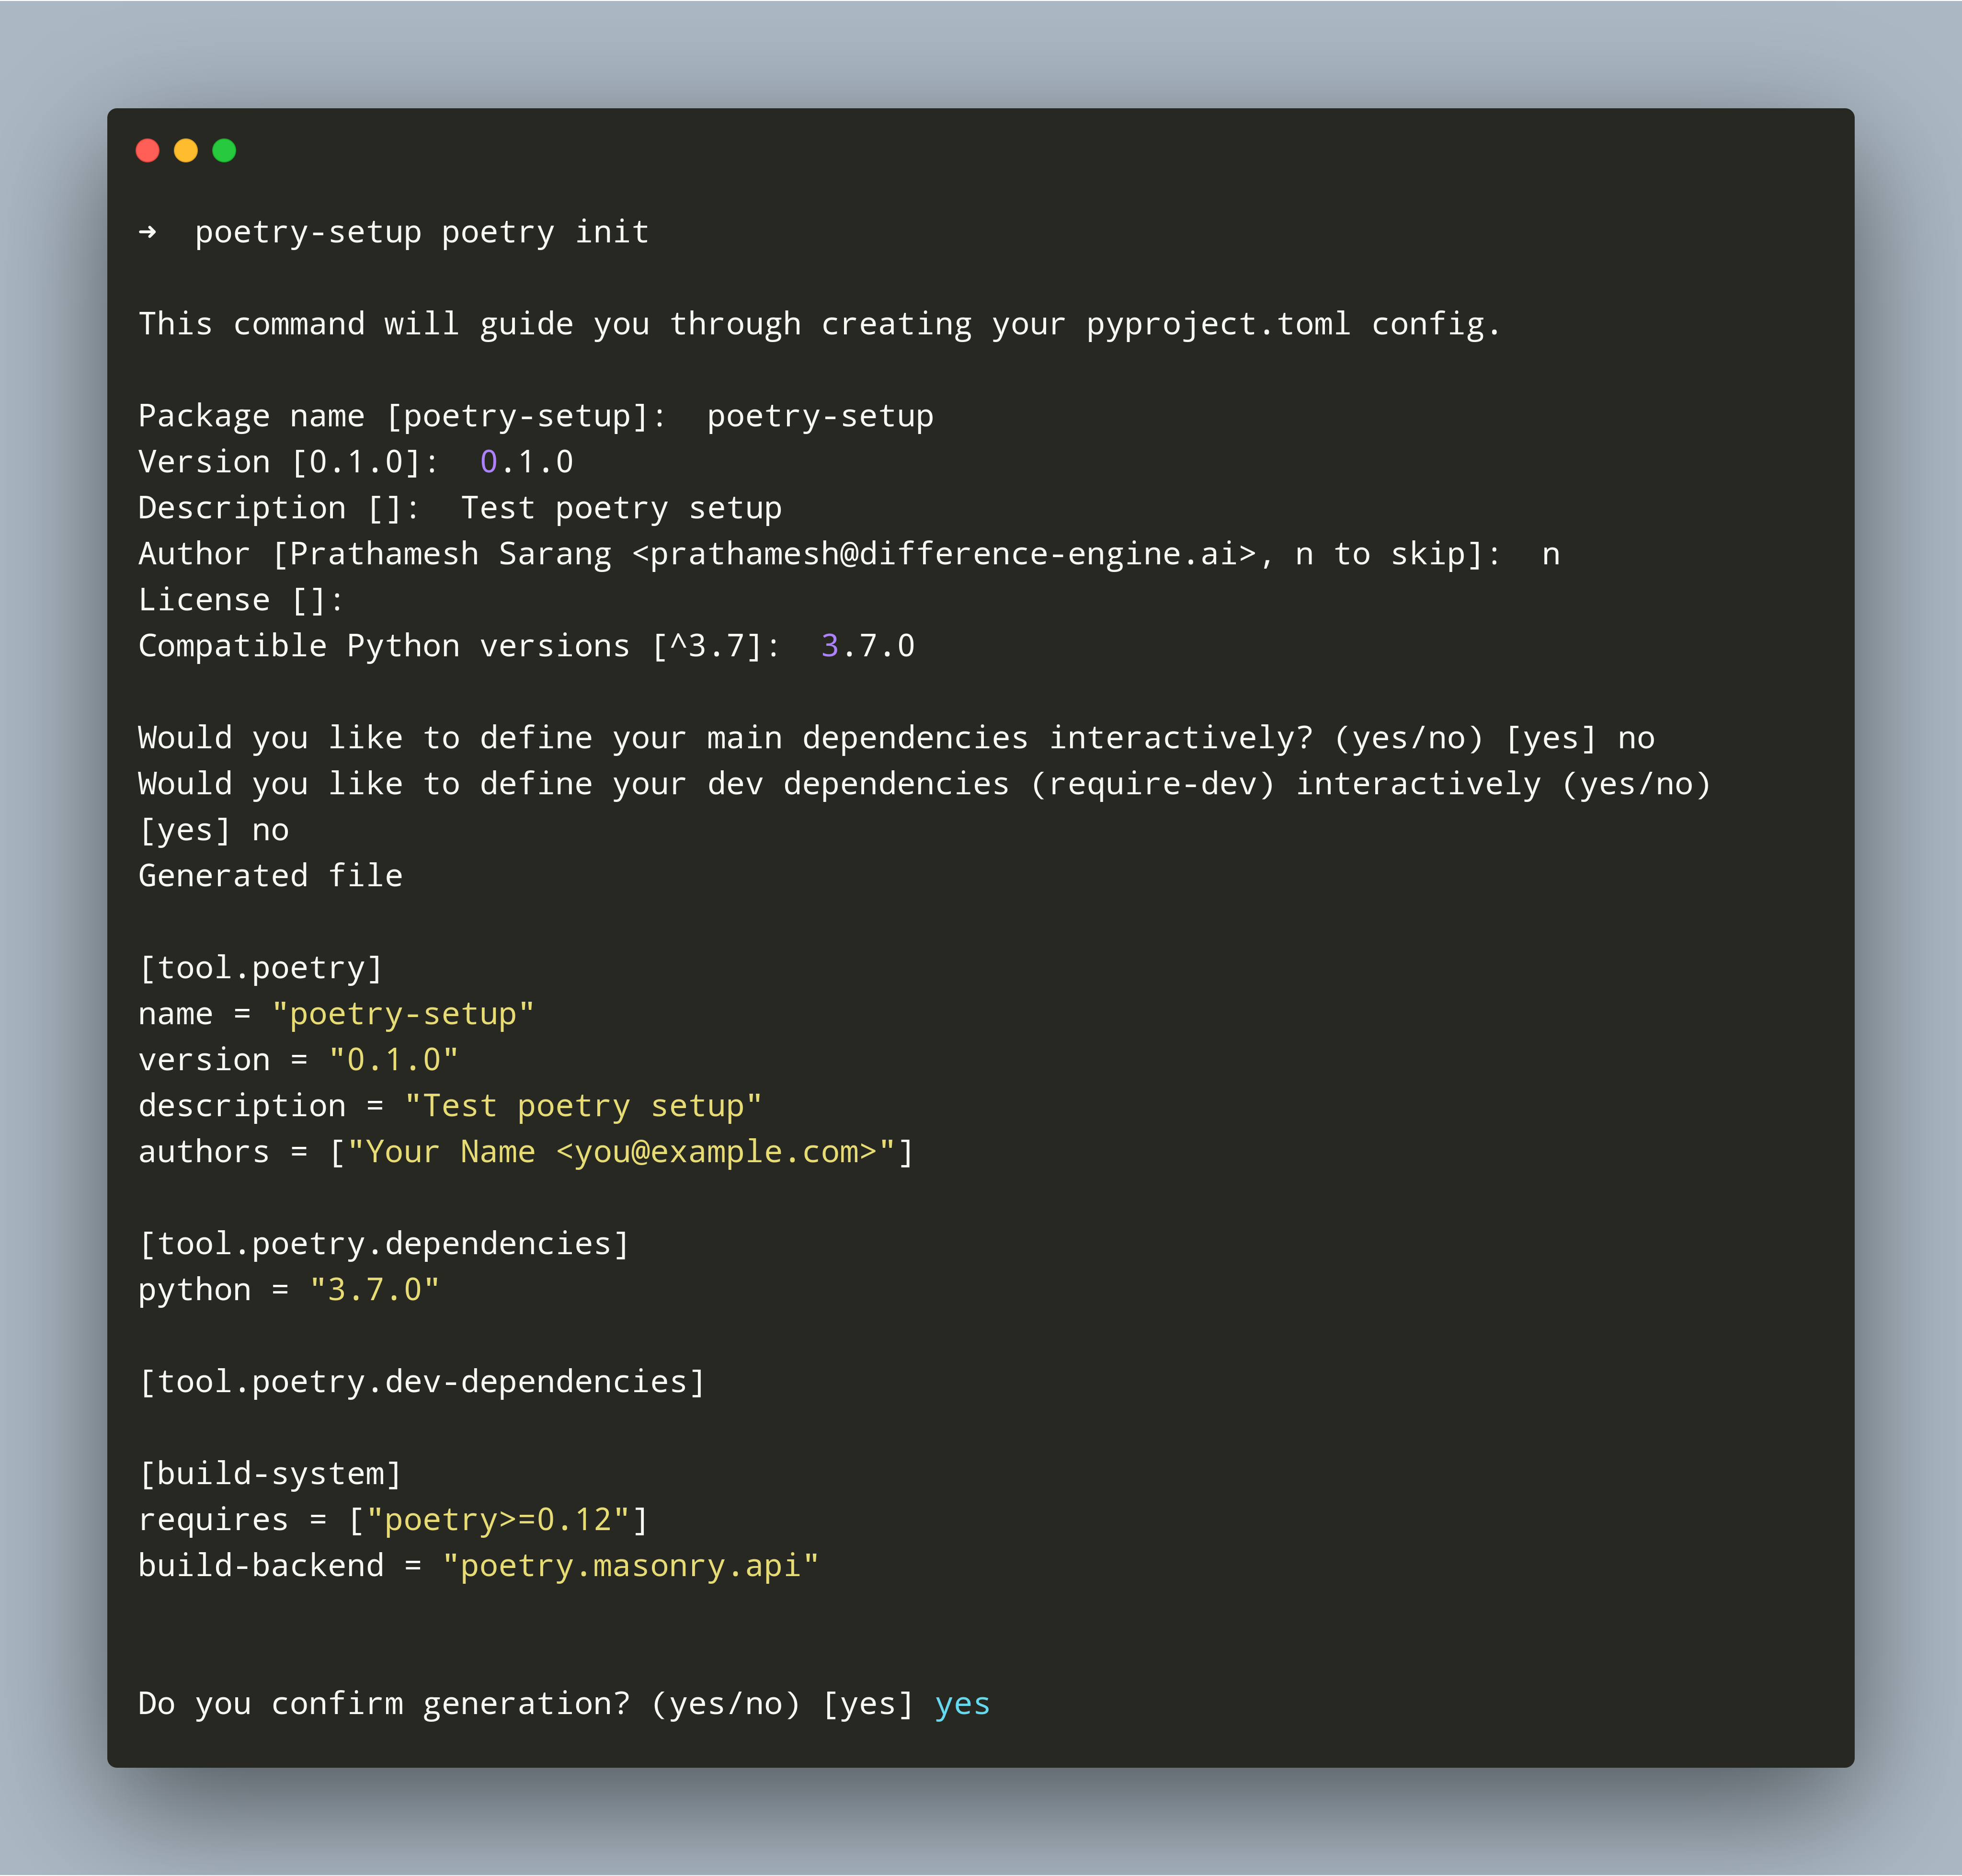 ➜  poetry-setup poetry init
This command will guide you through creating your pyproject.toml config.
Package name [poetry-setup]:  poetry-setup
Version [0.1.0]:  0.1.0
Description []:  Test poetry setup
Author [Prathamesh Sarang <prathamesh@difference-engine.ai>, n to skip]:  n
License []:
Compatible Python versions [^3.7]:  3.7.0
Would you like to define your main dependencies interactively? (yes/no) [yes] no
Would you like to define your dev dependencies (require-dev) interactively (yes/no)
[yes] no
Generated file
[tool.poetry]
name = "poetry-setup"
version = "0.1.0"
description = "Test poetry setup"
authors = ["Your Name <you@example.com>"]
[tool.poetry.dependencies]
python = "3.7.0"
[tool.poetry.dev-dependencies]
[build-system]
requires = ["poetry>=0.12"]
build-backend = "poetry.masonry.api"
Do you confirm generation? (yes/no) [yes] yes